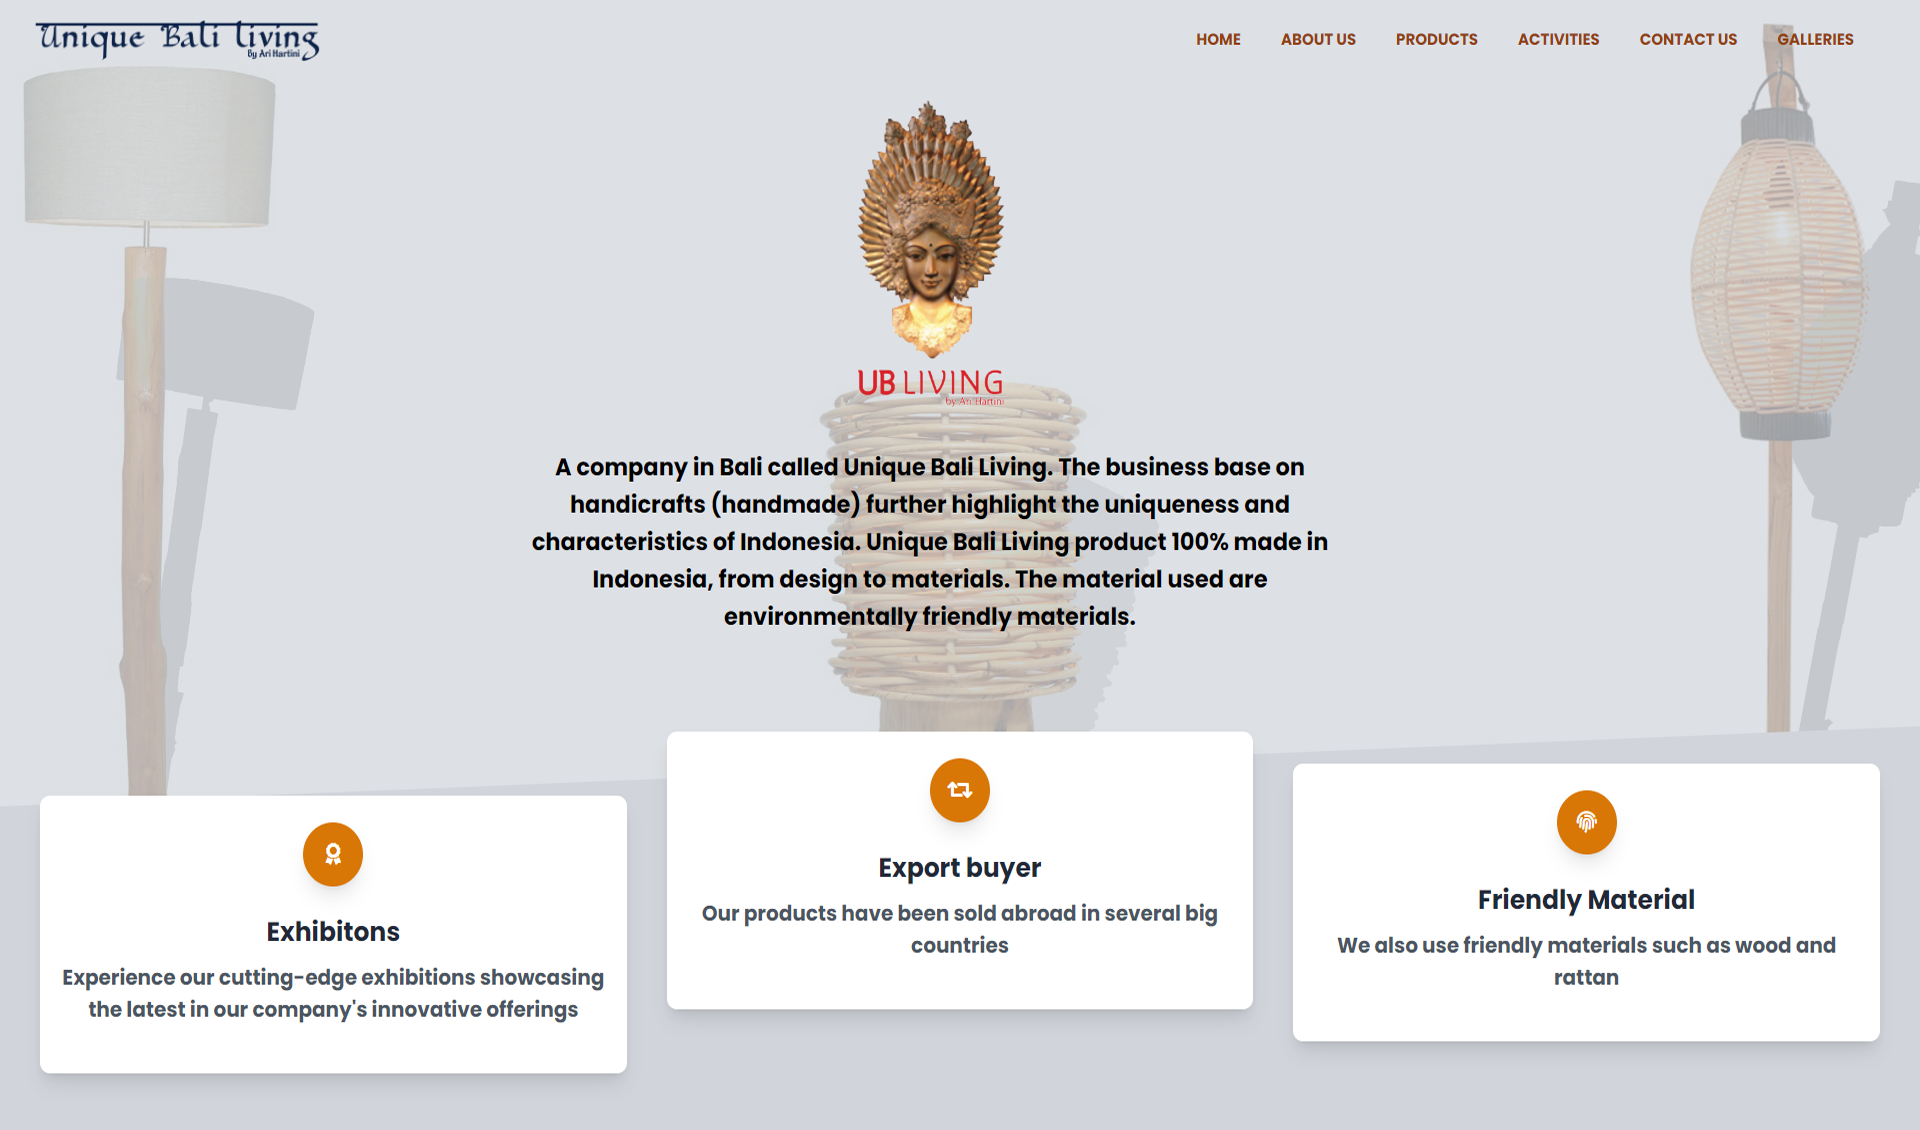 Unique Bali Living
By Ari Hartini
HOME ABOUT US PRODUCTS ACTIVITIES CONTACT US GALLERIES
UB LIVING
by Ari Hartini
A company in Bali called Unique Bali Living. The business base on
handicrafts (handmade) further highlight the uniqueness and
characteristics of Indonesia. Unique Bali Living product 100% made in
Indonesia, from design to materials. The material used are
environmentally friendly materials.
Exhibitons
Experience our cutting-edge exhibitions showcasing
the latest in our company's innovative offerings
Export buyer
Our products have been sold abroad in several big
countries
Friendly Material
We also use friendly materials such as wood and
rattan